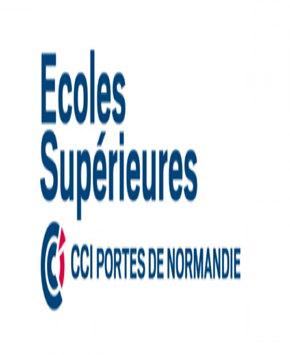 Ecoles
Supérieures
CCI PORTES DE NORMANDIE